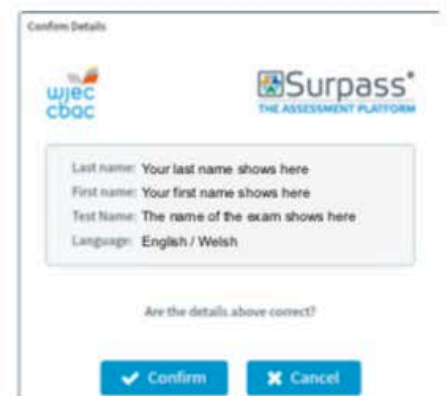 Confirm Details
wjec
cbac
Surpass
THE ASSESSMENT PLATFORM
Last name: Your last name shows here
First name: Your first name shows here
Test Name: The name of the exam shows here
Language: English / Welsh
Are the details above correct?
Confirm
Cancel